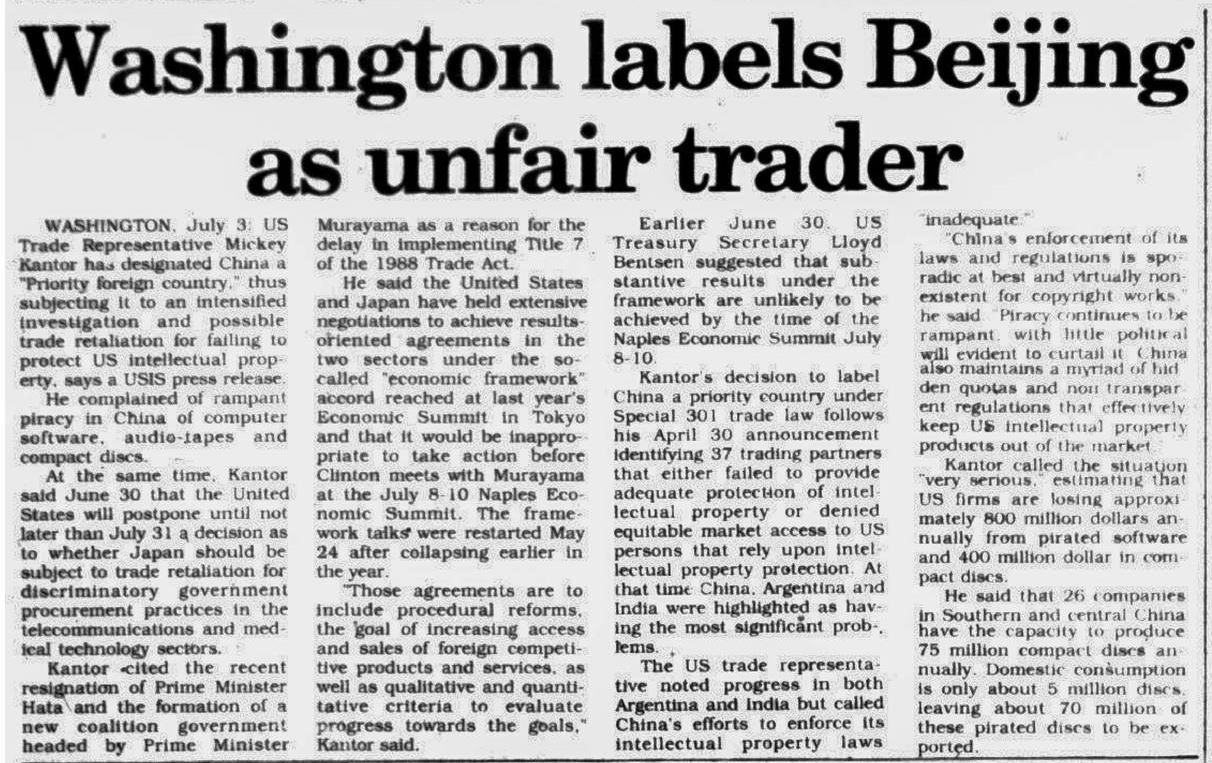 Washington labels Beijing
as unfair trader
WASHINGTON, July 3: US
Trade Representative Mickey
Kantor has designated China a
"Priority foreign country," thus
subjecting it to an intensified
investigation and possible
trade retaliation for failing to
protect US intellectual prop-
erty, says a USIS press release.
He complained of rampant
piracy in China of computer
software, audio-tapes and
compact discs.
At the same time, Kantor
said June 30 that the United
States will postpone until not
later than July 31 a decision as
to whether Japan should be
subject to trade retaliation for
discriminatory government
procurement practices in the
telecommunications and med-
ical technology sectors.
Kantor cited the recent
resignation of Prime Minister
Hata and the formation of a
new coalition government
headed by Prime Minister
Murayama as a reason for the
delay in implementing Title 7
of the 1988 Trade Act.
He said the United States
and Japan have held extensive
negotiations to achieve results-
oriented agreements in the
two sectors under the so-
called "economic framework"
accord reached at last year's
Economic Summit in Tokyo
and that it would be inappro-
priate to take action before
Clinton meets with Murayama
at the July 8-10 Naples Eco-
nomic Summit. The frame-
work talks were restarted May
24 after collapsing earlier in
the year.
"Those agreements are to
include procedural reforms,
the goal of increasing access
and sales of foreign competi-
tive products and services, as
well as qualitative and quanti-
tative criteria to evaluate
progress towards the goals,"
Kantor said.
Earlier June 30, US
Treasury Secretary Lloyd
Bentsen suggested that sub-
stantive results under the
framework are unlikely to be
achieved by the time of the
Naples Economic Summit July
8-10.
Kantor's decision to label
China a priority country under
Special 301 trade law follows
his April 30 announcement
identifying 37 trading partners
that either failed to provide
adequate protection of intel-
lectual property or denied
equitable market access to US
persons that rely upon intel-
lectual property protection. At
that time China, Argentina and
India were highlighted as hav-
ing the most significant prob-
lems.
The US trade representa-
tive noted progress in both
Argentina and India but called
China's efforts to enforce its
intellectual property laws
"inadequate."
"China's enforcement of its
laws and regulations is spo-
radic at best and virtually non-
existent for copyright works,"
he said. "Piracy continues to be
rampant, with little political
will evident to curtail it. China
also maintains a myriad of hid
den quotas and non transpar-
ent regulations that effectively
keep US intellectual property
products out of the market."
Kantor called the situation
"very serious," estimating that
US firms are losing approxi
mately 800 million dollars an-
nually from pirated software
and 400 million dollar in com-
pact discs.
He said that 26 companies
in Southern and central China
have the capacity to produce
75 million compact discs an-
nually. Domestic consumption
is only about 5 million discs,
leaving about 70 million of
these pirated discs to be ex-
ported.